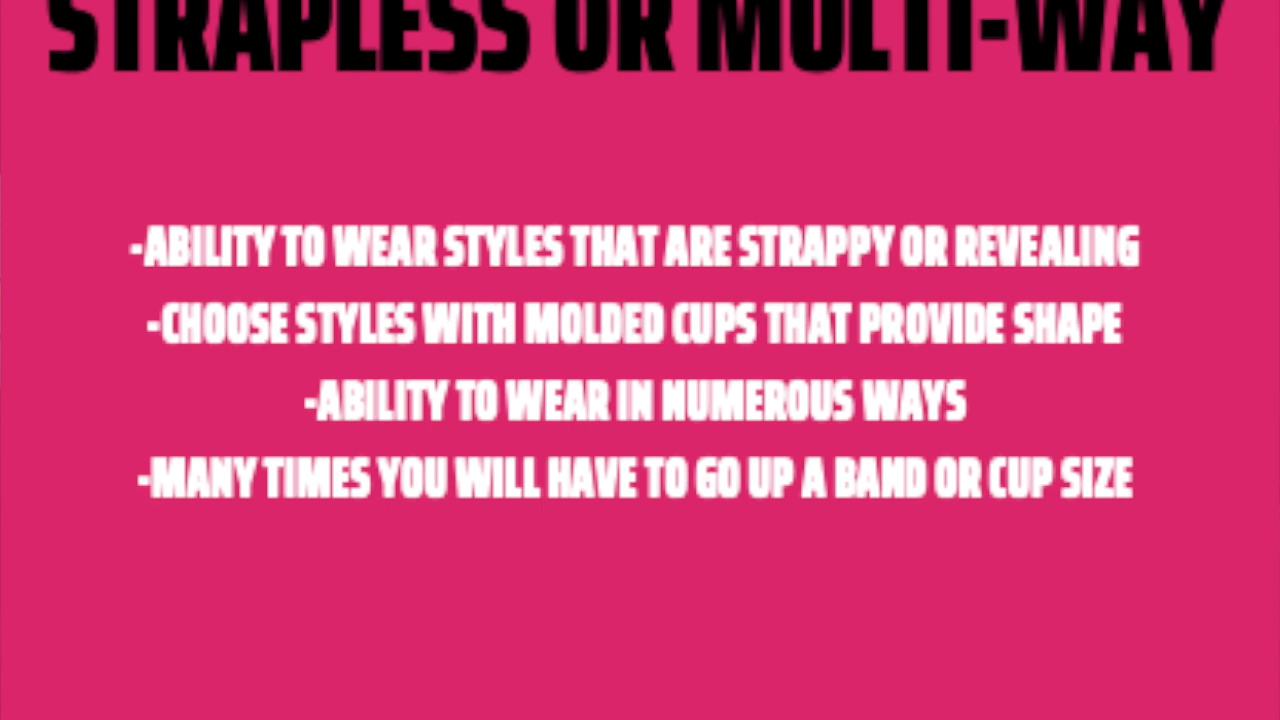 STRAPLESS OR MULTI-WAY
-ABILITY TO WEAR STYLES THAT ARE STRAPPY OR REVEALING
-CHOOSE STYLES WITH MOLDED CUPS THAT PROVIDE SHAPE
-ABILITY TO WEAR IN NUMEROUS WAYS
-MANY TIMES YOU WILL HAVE TO GO UP A BAND OR CUP SIZE